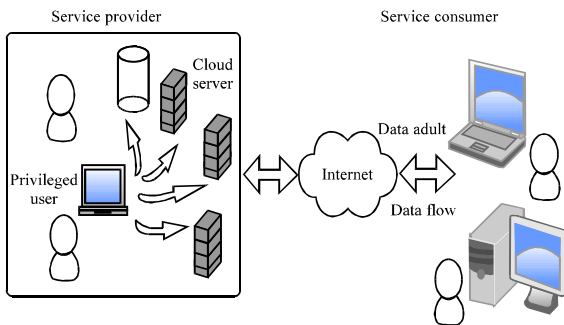 Service provider
Service consumer
Cloud
server
Privileged
user
Internet
Data adult
Data flow